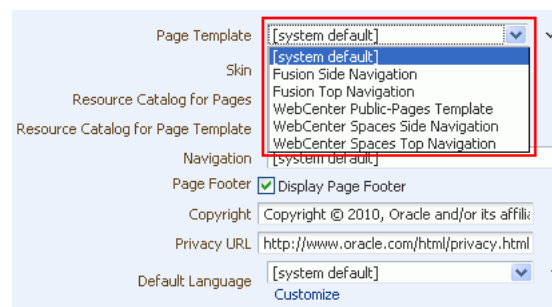 Page Template [system default]
[system default]
Skin
Fusion Side Navigation
Fusion Top Navigation
Resource Catalog for Pages
WebCenter Public-Pages Template
Resource Catalog for Page Template
WebCenter Spaces Side Navigation
WebCenter Spaces Top Navigation
Navigation [system default]
Page Footer Display Page Footer
Copyright Copyright © 2010, Oracle and/or its
Privacy URL http://www.oracle.com/html/privacy.html
Default Language [system default]
Customize